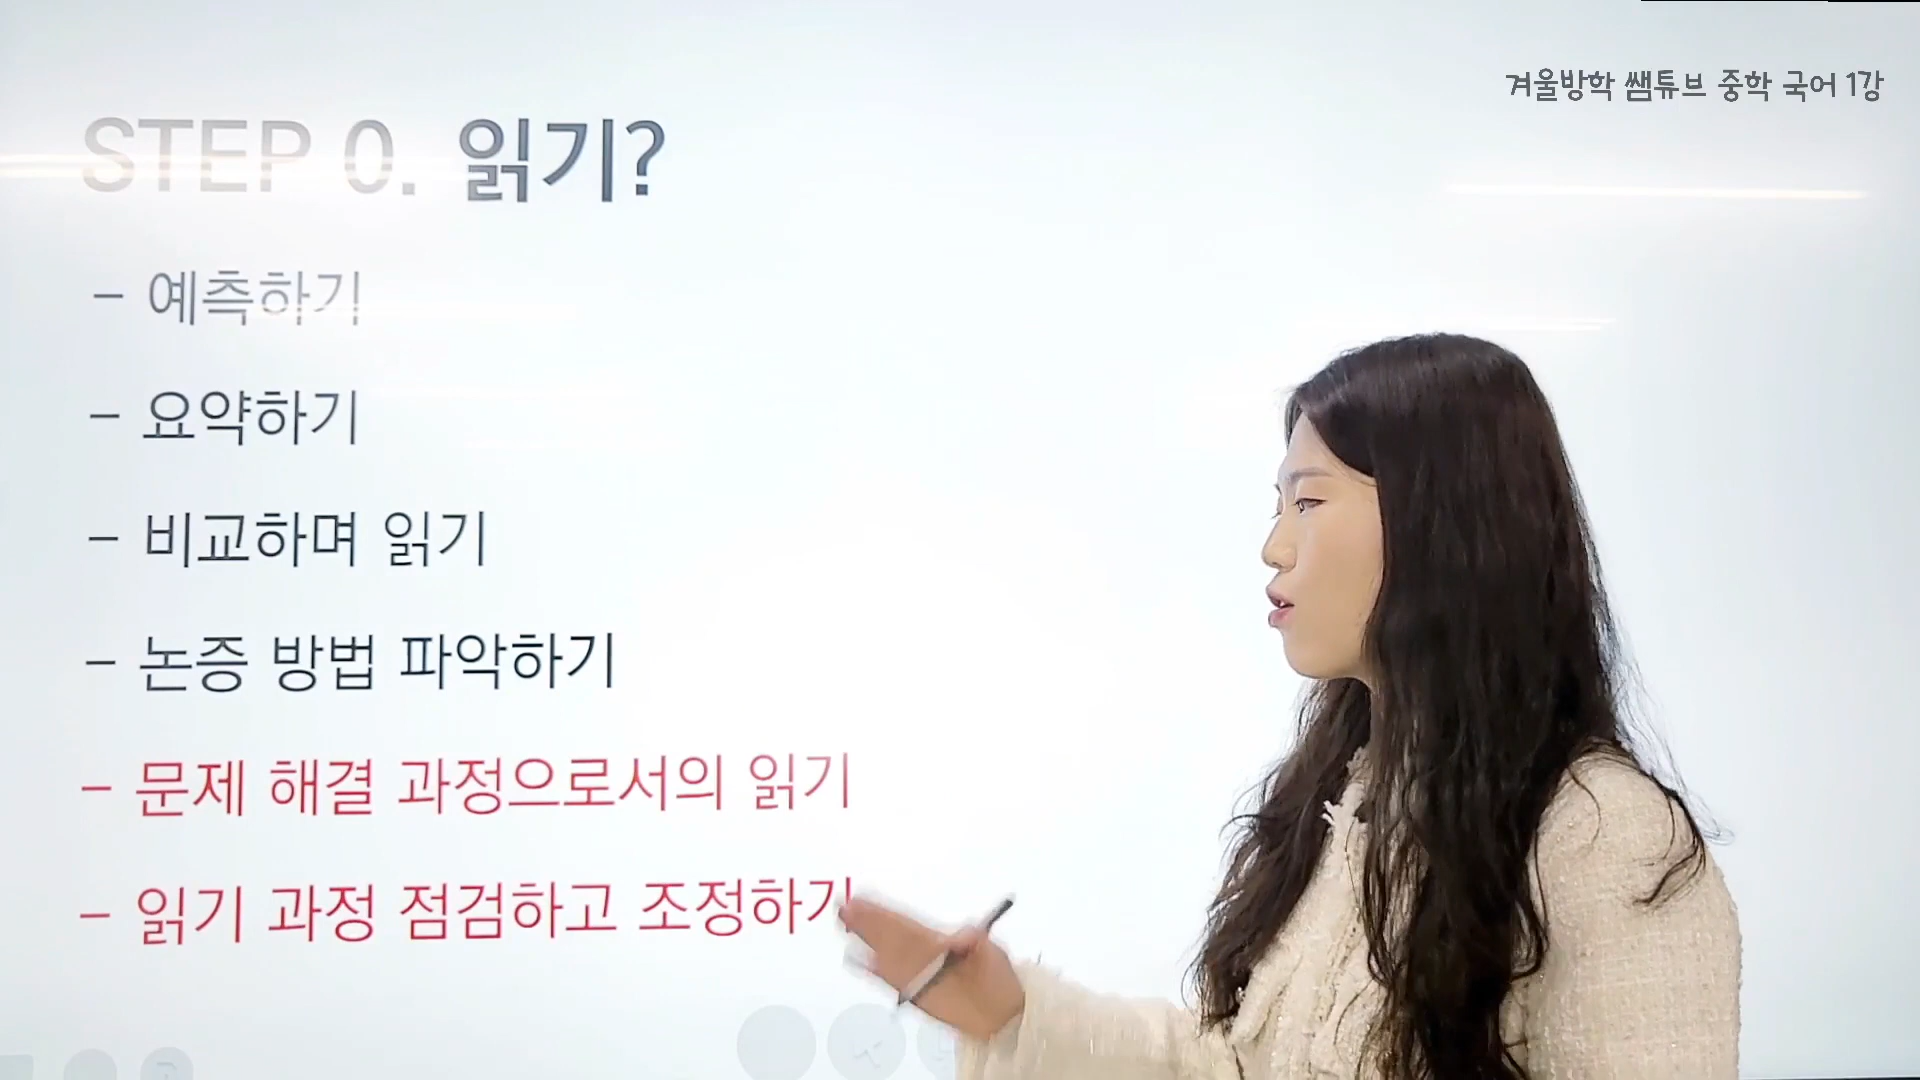 겨울방학 쌤튜브 중학 국어 1강
STEP 0. 읽기?
- 예측하기
- 요약하기
- 비교하며 읽기
- 논증 방법 파악하기
- 문제 해결 과정으로서의 읽기
- 읽기 과정 점검하고 조정하기